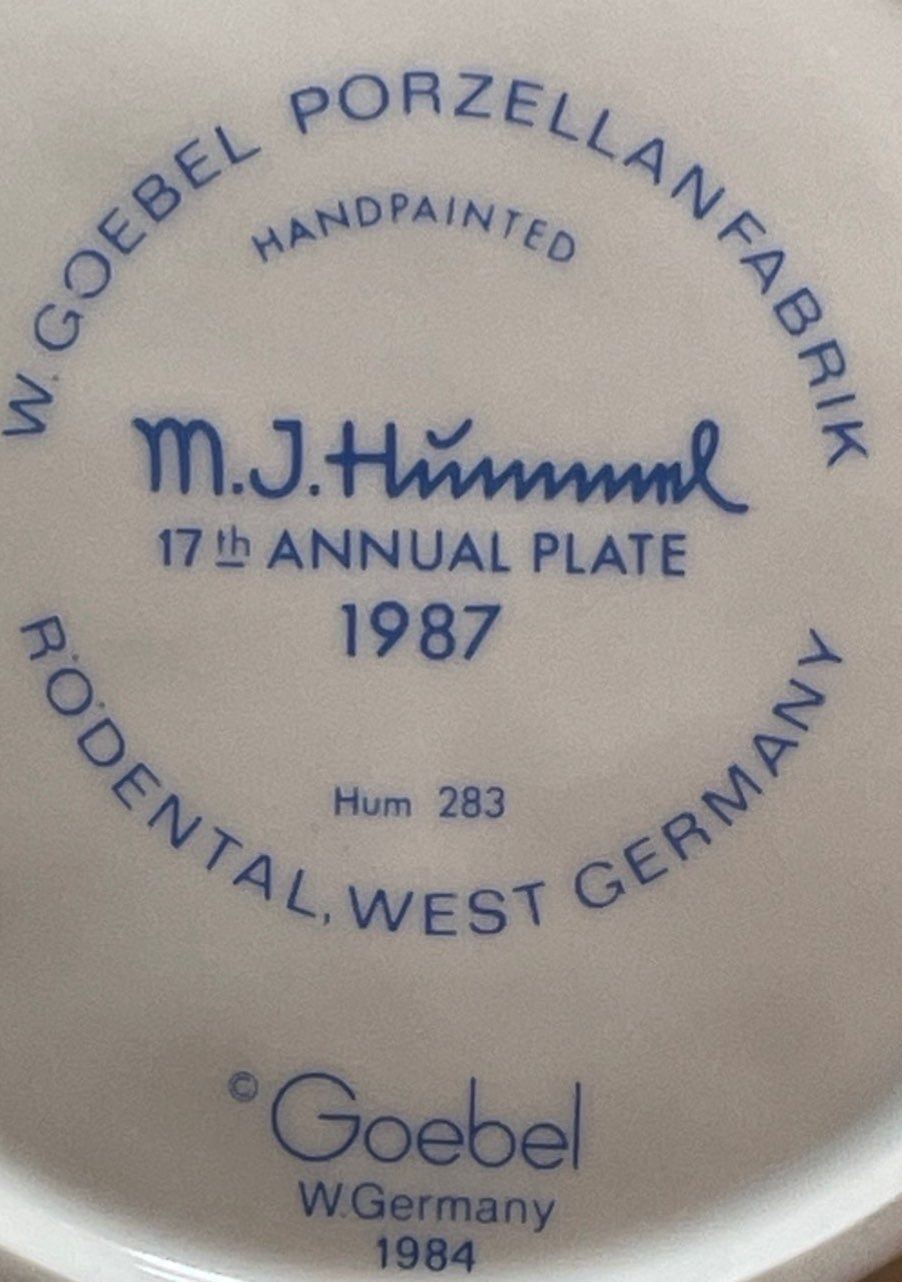 W. GOEBEL PORZELLANFABRIK
HANDPAINTED
M.J.Hummel
17th ANNUAL PLATE
1987
Hum 283
RÖDENTAL, WEST GERMANY
© Goebel
W.Germany
1984